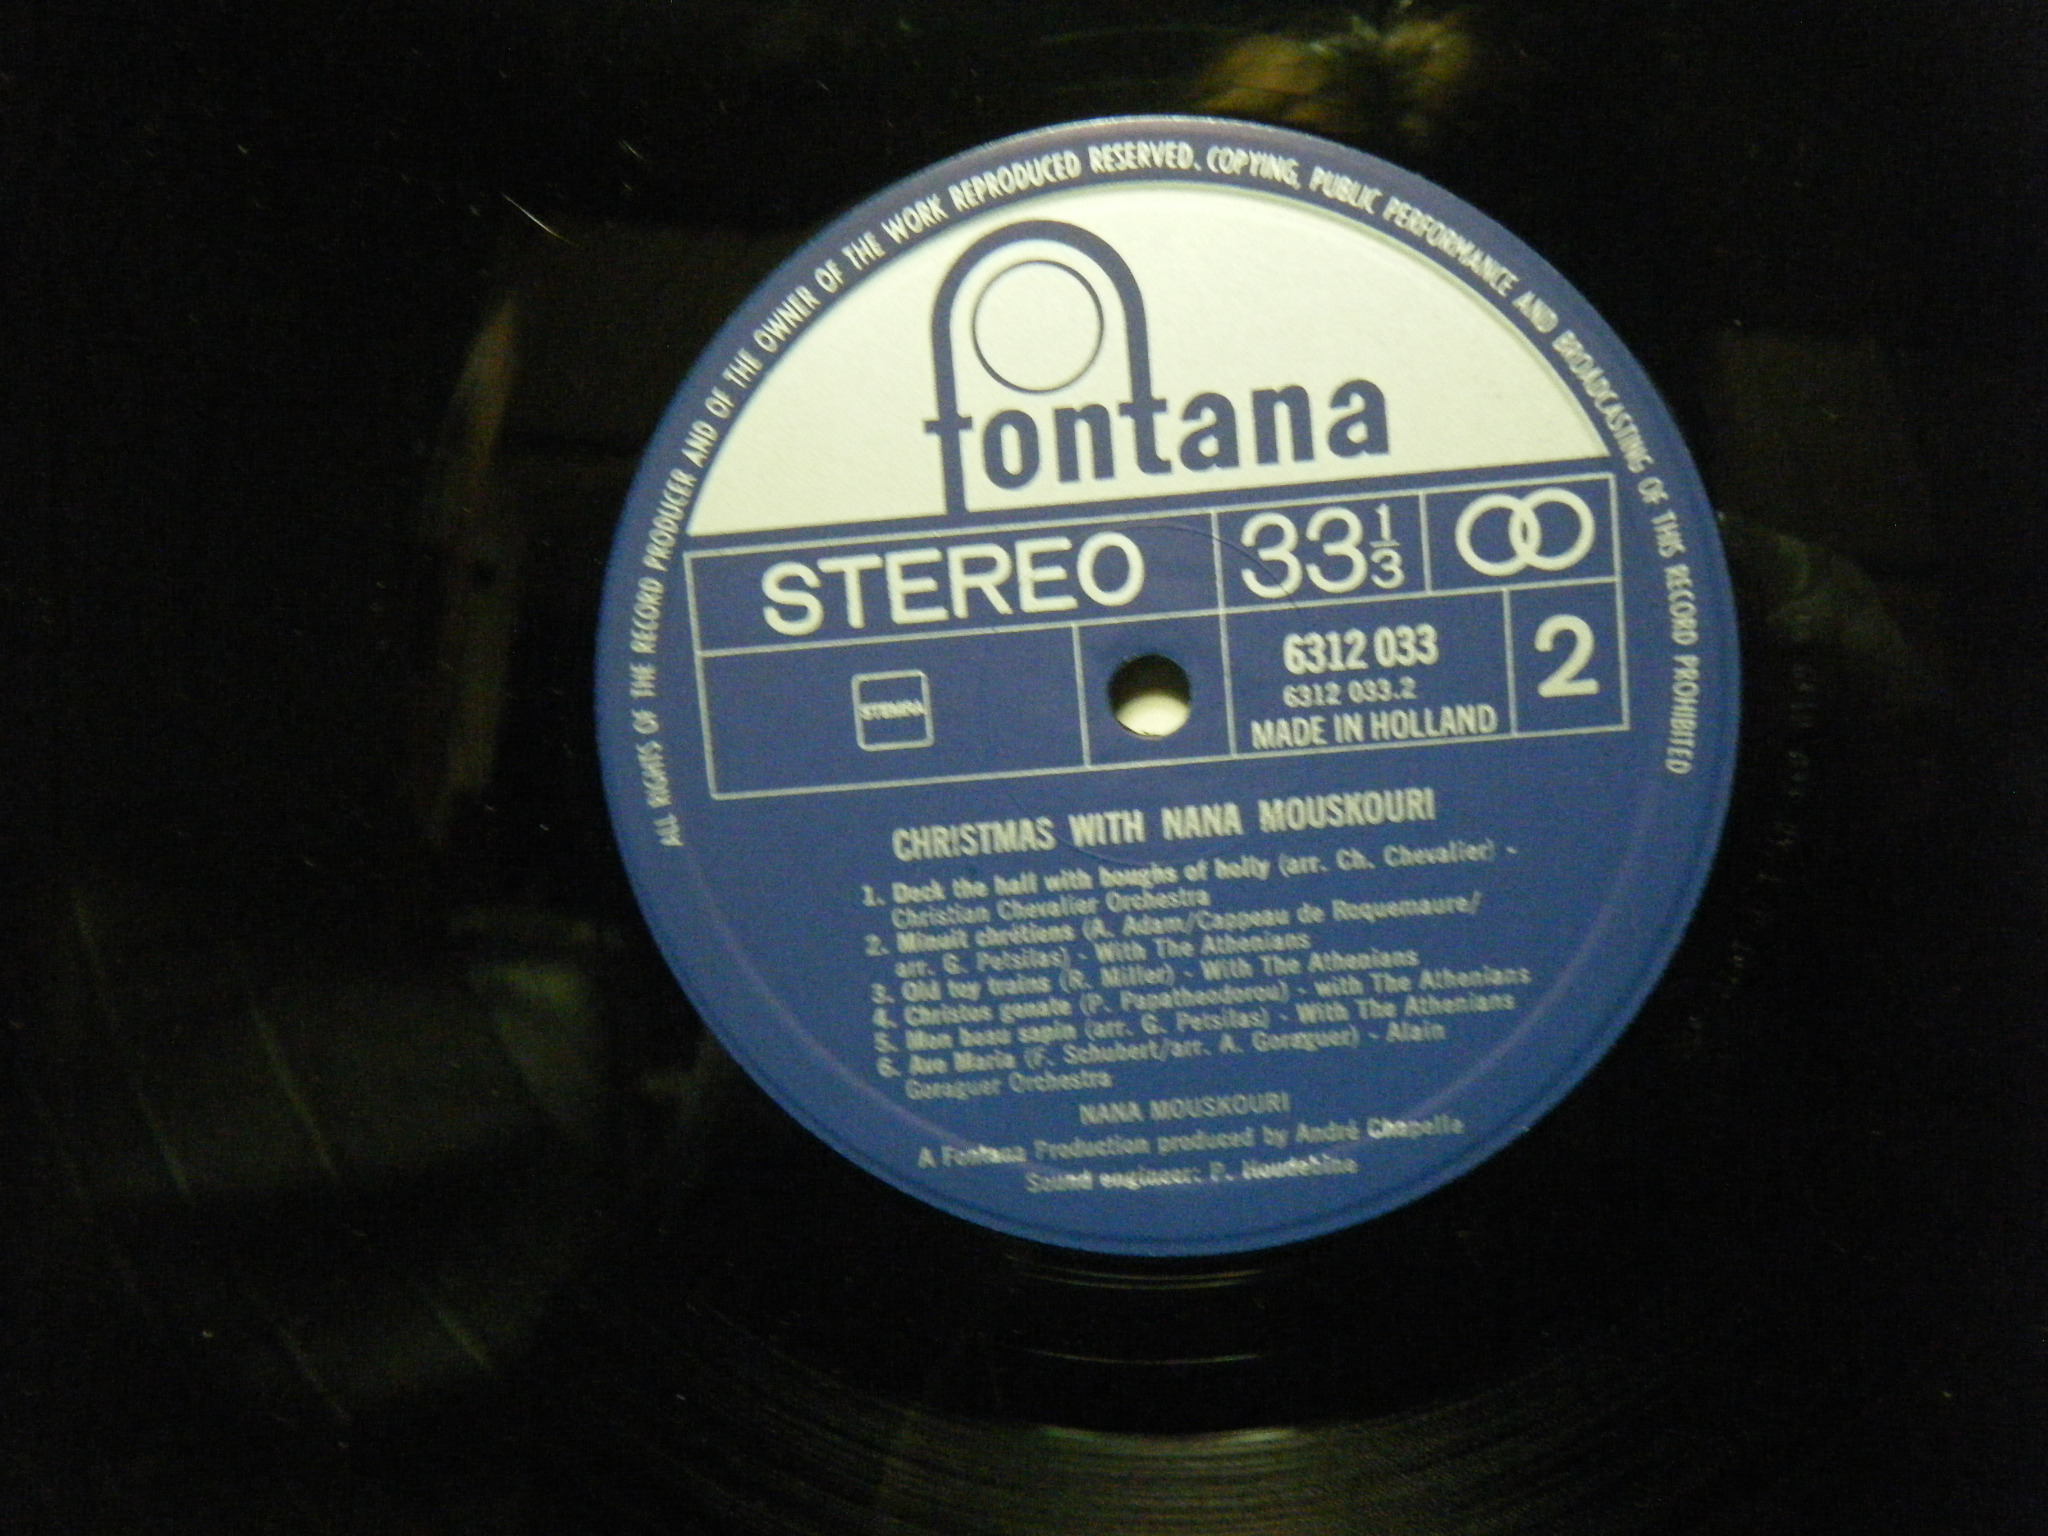 ALL RIGHTS OF THE RECORD PRODUCER AND OF THE OWNER OF THE WORK REPRODUCED RESERVED. COPYING, PUBLIC PERFORMANCE AND BROADCASTING OF THIS RECORD PROHIBITED
fontana
STEREO 33 1/3
STEMRA 6312 033 2
6312 033.2
MADE IN HOLLAND
CHRISTMAS WITH NANA MOUSKOURI
1. Deck the hall with boughs of holly (arr. Ch. Chevalier) -
Christian Chevalier Orchestra
2. Minuit chrétiens (A. Adam/Cappeau de Roquemaure/
arr. G. Petsilas) - With The Athenians
3. Old toy trains (R. Miller) - With The Athenians
4. Christos genate (P. Papatheodorou) - with The Athenians
5. Mon beau sapin (arr. G. Petsilas) - With The Athenians
6. Ave Maria (F. Schubert/arr. A. Goraguer) - Alain
Goraguer Orchestra
NANA MOUSKOURI
A Fontana Production produced by André Chapelle
Sound engineer: P. Houdebine